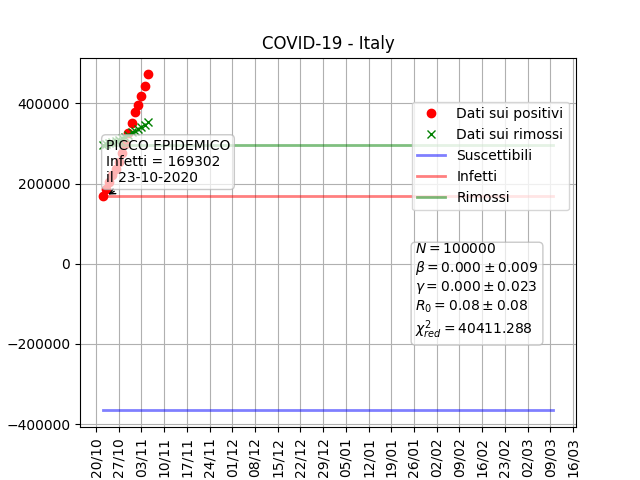 COVID-19 - Italy
400000
200000
0
−200000
−400000
PICCO EPIDEMICO
Infetti = 169302
il 23-10-2020
Dati sui positivi
Dati sui rimossi
Suscettibili
Infetti
Rimossi
N = 100000
β = 0.000 ± 0.009
γ = 0.000 ± 0.023
R₀ = 0.08 ± 0.08
χ²_red = 40411.288
20/10
27/10
03/11
10/11
17/11
24/11
01/12
08/12
15/12
22/12
29/12
05/01
12/01
19/01
26/01
02/02
09/02
16/02
23/02
02/03
09/03
16/03